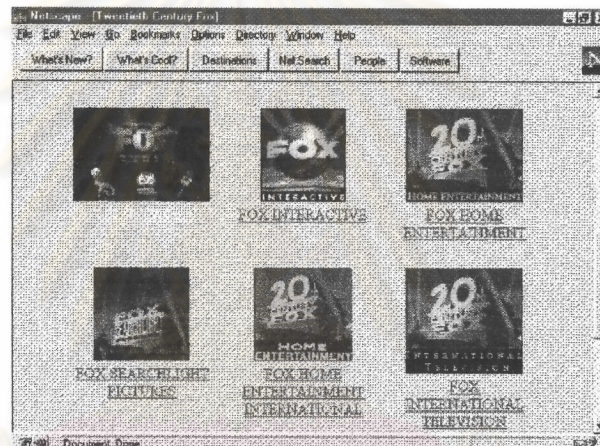 Netscape - [Twentieth Century Fox]
File Edit View Go Bookmarks Options Directory Window Help
What's New? What's Cool? Destinations Net Search People Software
FOX
INTERACTIVE
FOX INTERACTIVE
20
CENTURY
FOX
HOME ENTERTAINMENT
FOX HOME
ENTERTAINMENT
FOX SEARCHLIGHT
PICTURES
20
CENTURY
FOX
HOME
ENTERTAINMENT
FOX HOME
ENTERTAINMENT
INTERNATIONAL
20
CENTURY
FOX
INTERNATIONAL
TELEVISION
FOX
INTERNATIONAL
TELEVISION
Document: Done